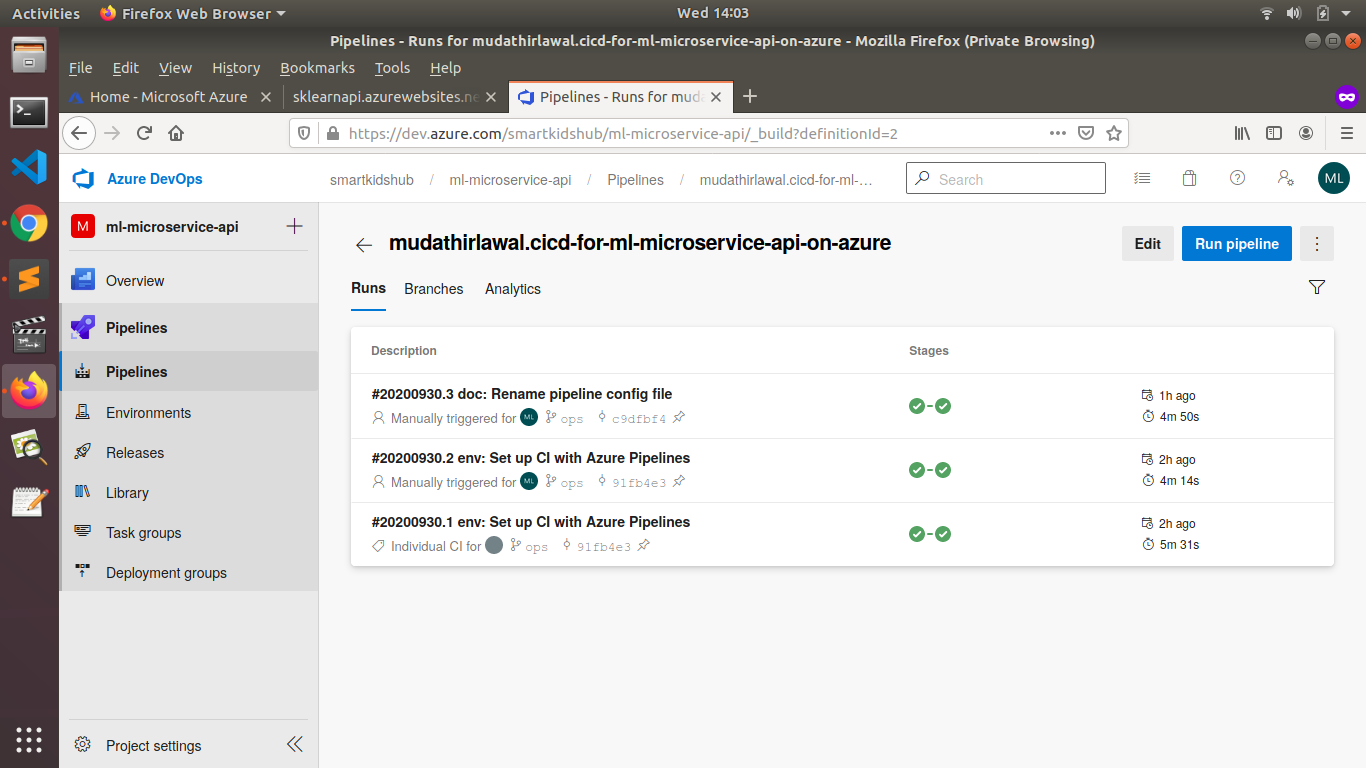 Activities Firefox Web Browser Wed 14:03
Pipelines - Runs for mudathirlawal.cicd-for-ml-microservice-api-on-azure - Mozilla Firefox (Private Browsing)
File Edit View History Bookmarks Tools Help
Home - Microsoft Azure sklearnapi.azurewebsites.ne Pipelines - Runs for muda
https://dev.azure.com/smartkidshub/ml-microservice-api/_build?definitionId=2
Azure DevOps smartkidshub / ml-microservice-api / Pipelines / mudathirlawal.cicd-for-ml-... Search ML
M ml-microservice-api
Overview
Pipelines
Pipelines
Environments
Releases
Library
Task groups
Deployment groups
Project settings
mudathirlawal.cicd-for-ml-microservice-api-on-azure Edit Run pipeline
Runs Branches Analytics
Description Stages
#20200930.3 doc: Rename pipeline config file 1h ago
Manually triggered for ML ops c9dfbf4 4m 50s
#20200930.2 env: Set up CI with Azure Pipelines 2h ago
Manually triggered for ML ops 91fb4e3 4m 14s
#20200930.1 env: Set up CI with Azure Pipelines 2h ago
Individual CI for ops 91fb4e3 5m 31s